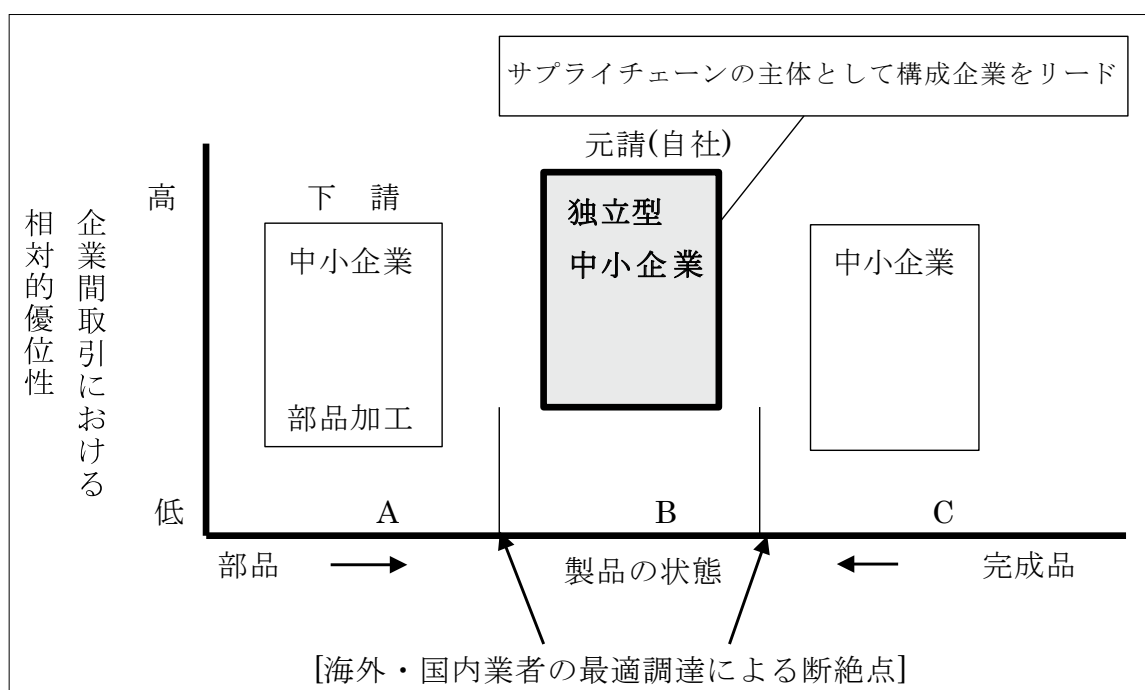 サプライチェーンの主体として構成企業をリード
元請(自社)
高
下 請
独立型
中小企業
中小企業
中小企業
部品加工
企業間取引における
相対的優位性
低
A
B
C
部品
製品の状態
完成品
[海外・国内業者の最適調達による断絶点]